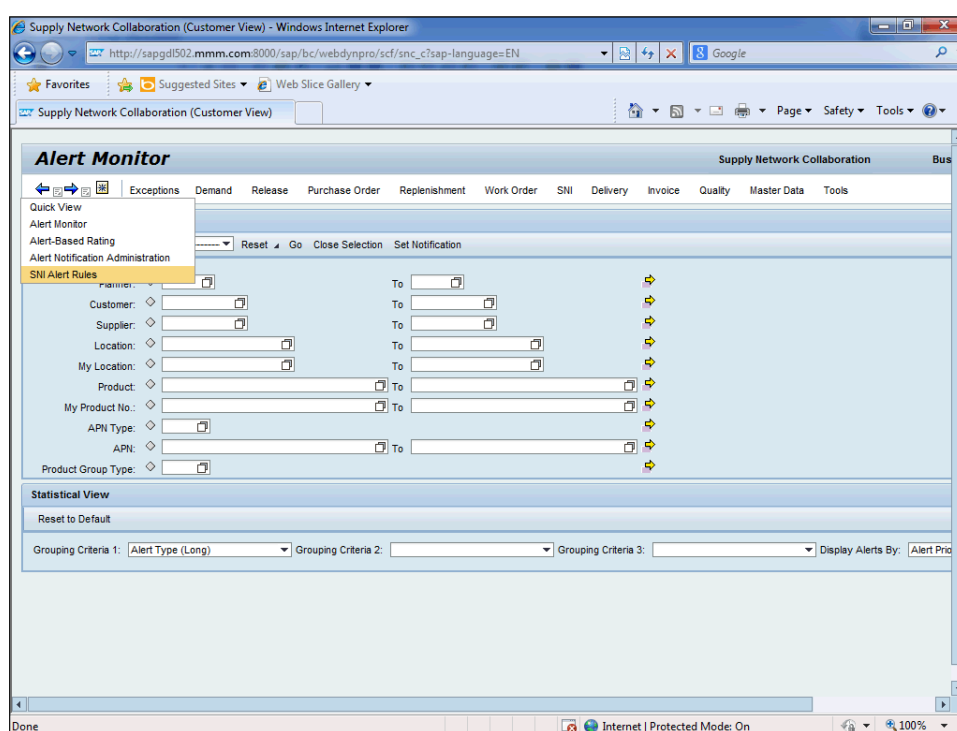 Supply Network Collaboration (Customer View) - Windows Internet Explorer
http://sapgdl502.mmm.com:8000/sap/bc/webdynpro/scf/snc_c?sap-language=EN Google
Favorites Suggested Sites Web Slice Gallery
Supply Network Collaboration (Customer View) Page Safety Tools
Alert Monitor Supply Network Collaboration Bus
Exceptions Demand Release Purchase Order Replenishment Work Order SNI Delivery Invoice Quality Master Data Tools
Quick View
Alert Monitor
Alert-Based Rating
Alert Notification Administration
SNI Alert Rules
Reset Go Close Selection Set Notification
Planner: To
Customer: To
Supplier: To
Location: To
My Location: To
Product: To
My Product No.: To
APN Type:
APN: To
Product Group Type:
Statistical View
Reset to Default
Grouping Criteria 1: Alert Type (Long) Grouping Criteria 2: Grouping Criteria 3: Display Alerts By: Alert Prio
Done Internet | Protected Mode: On 100%